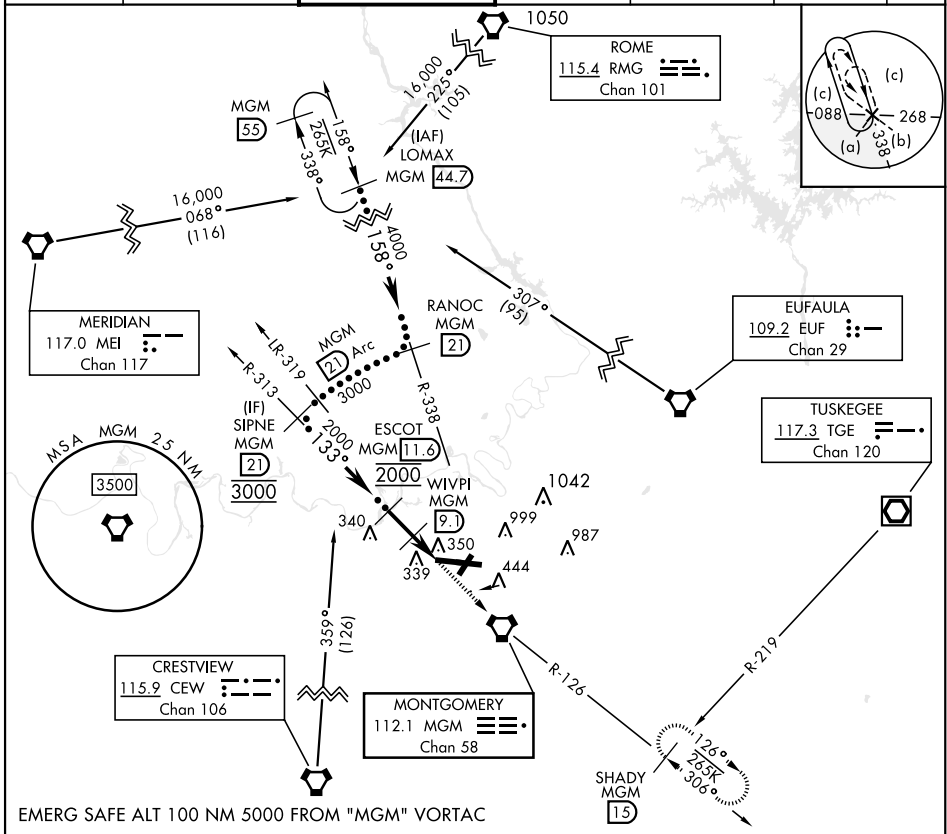 1050
ROME
115.4 RMG
Chan 101
16,000
225°
(105)
MGM
55
158°
265K
338°
(IAF)
LOMAX
MGM 44.7
(c)
(c)
088
268
(a)
(b)
338
16,000
068°
(116)
4000
158°
MERIDIAN
117.0 MEI
Chan 117
RANOC
MGM
21
307°
(95)
EUFAULA
109.2 EUF
Chan 29
MGM
21 Arc
3000
LR-319
R-313
R-338
(IF)
SIPNE
MGM
21
3000
2000
133°
ESCOT
MGM 11.6
2000
WIVPI
MGM
9.1
TUSKEGEE
117.3 TGE
Chan 120
MSA MGM 25 NM
3500
340
339
350
1042
999
987
444
359°
(126)
R-219
R-126
CRESTVIEW
115.9 CEW
Chan 106
MONTGOMERY
112.1 MGM
Chan 58
126°
265K
306°
SHADY
MGM
15
EMERG SAFE ALT 100 NM 5000 FROM "MGM" VORTAC